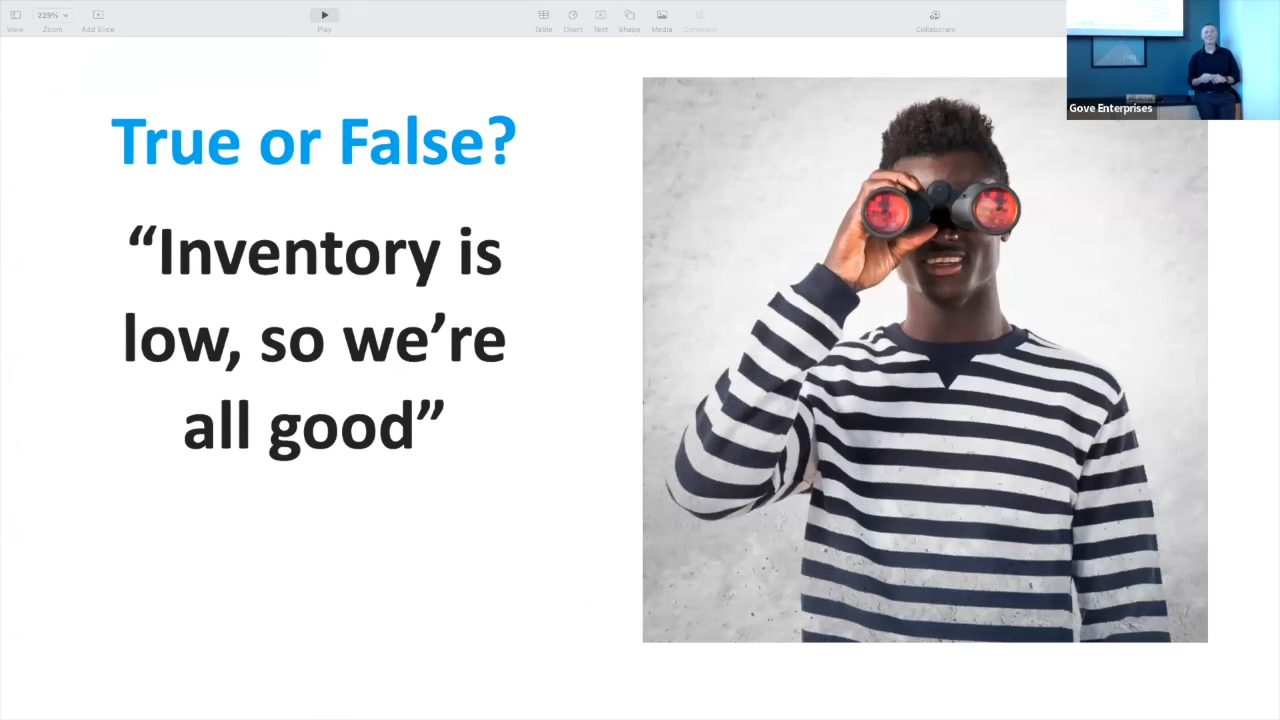 229%
View
Zoom
Add Slide
Play
Table
Chart
Text
Shape
Media
Comment
Collaborate
Gove Enterprises
True or False?
“Inventory is
low, so we’re
all good”